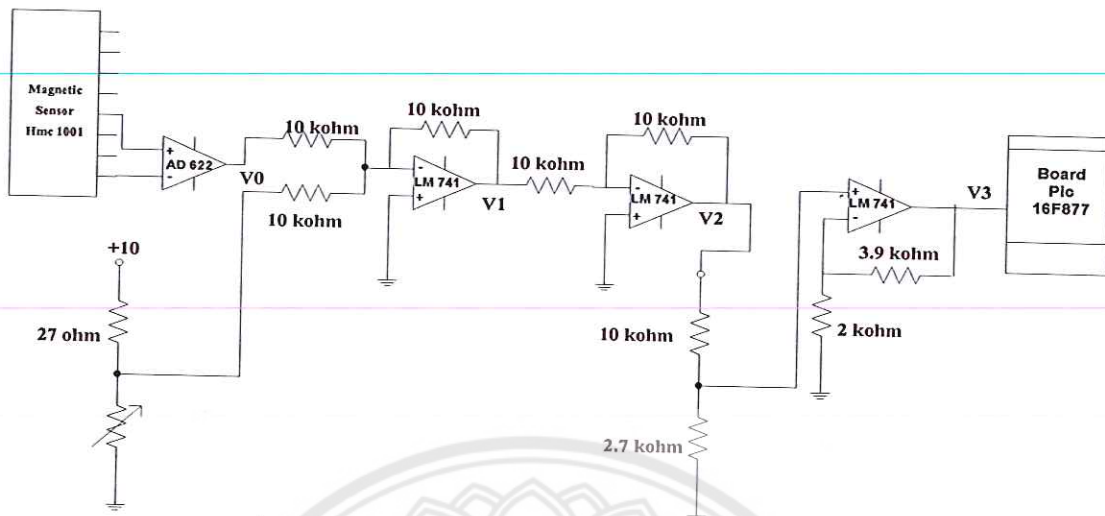 Magnetic
Sensor
Hmc 1001
+
-
AD 622
V0
10 kohm
10 kohm
10 kohm
-
+
LM 741
V1
10 kohm
10 kohm
-
+
LM 741
V2
+
-
LM 741
V3
3.9 kohm
2 kohm
Board
Pic
16F877
+10
27 ohm
10 kohm
2.7 kohm